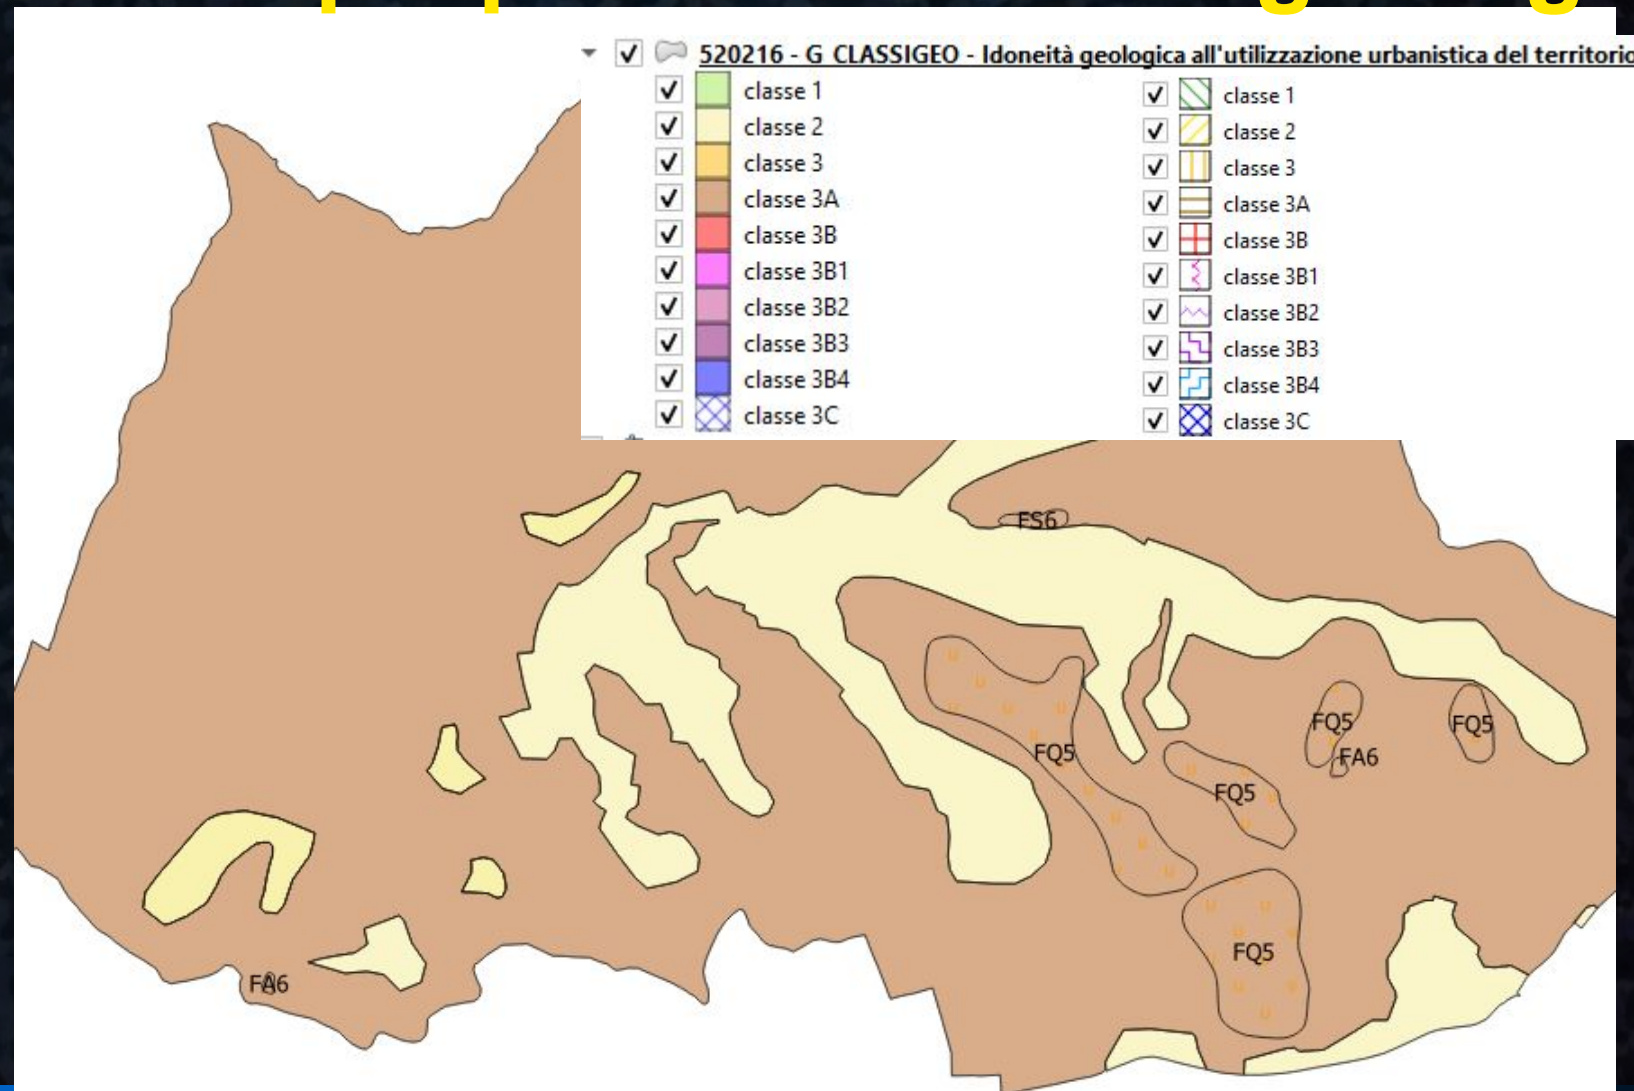 520216 - G CLASSIGEO - Idoneità geologica all'utilizzazione urbanistica del territorio
classe 1
classe 2
classe 3
classe 3A
classe 3B
classe 3B1
classe 3B2
classe 3B3
classe 3B4
classe 3C
classe 1
classe 2
classe 3
classe 3A
classe 3B
classe 3B1
classe 3B2
classe 3B3
classe 3B4
classe 3C
FS6
FQ5
FQ5
FQ5
FA6
FQ5
FQ5
FA6